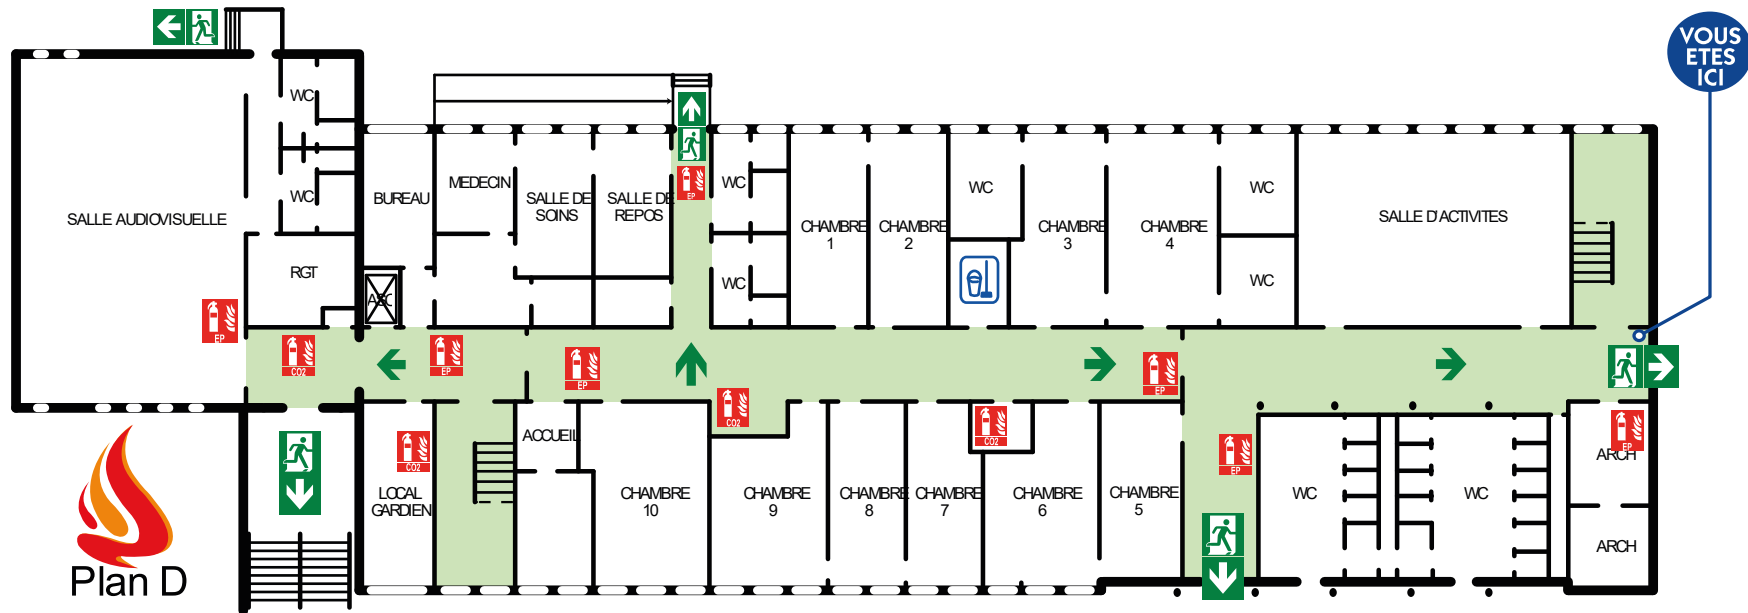 VOUS
ETES
ICI
WC
WC
SALLE AUDIOVISUELLE
RGT
BUREAU
MEDECIN
SALLE DE
SOINS
SALLE DE
REPOS
EP
WC
WC
CHAMBRE
1
CHAMBRE
2
WC
CHAMBRE
3
CHAMBRE
4
WC
WC
SALLE D'ACTIVITES
ASC
EP
CO2
EP
EP
EP
CO2
CO2
CO2
EP
EP
ACCUEIL
LOCAL
GARDIEN
CHAMBRE
10
CHAMBRE
9
CHAMBRE
8
CHAMBRE
7
CHAMBRE
6
CHAMBRE
5
WC
WC
ARCH
ARCH
Plan D